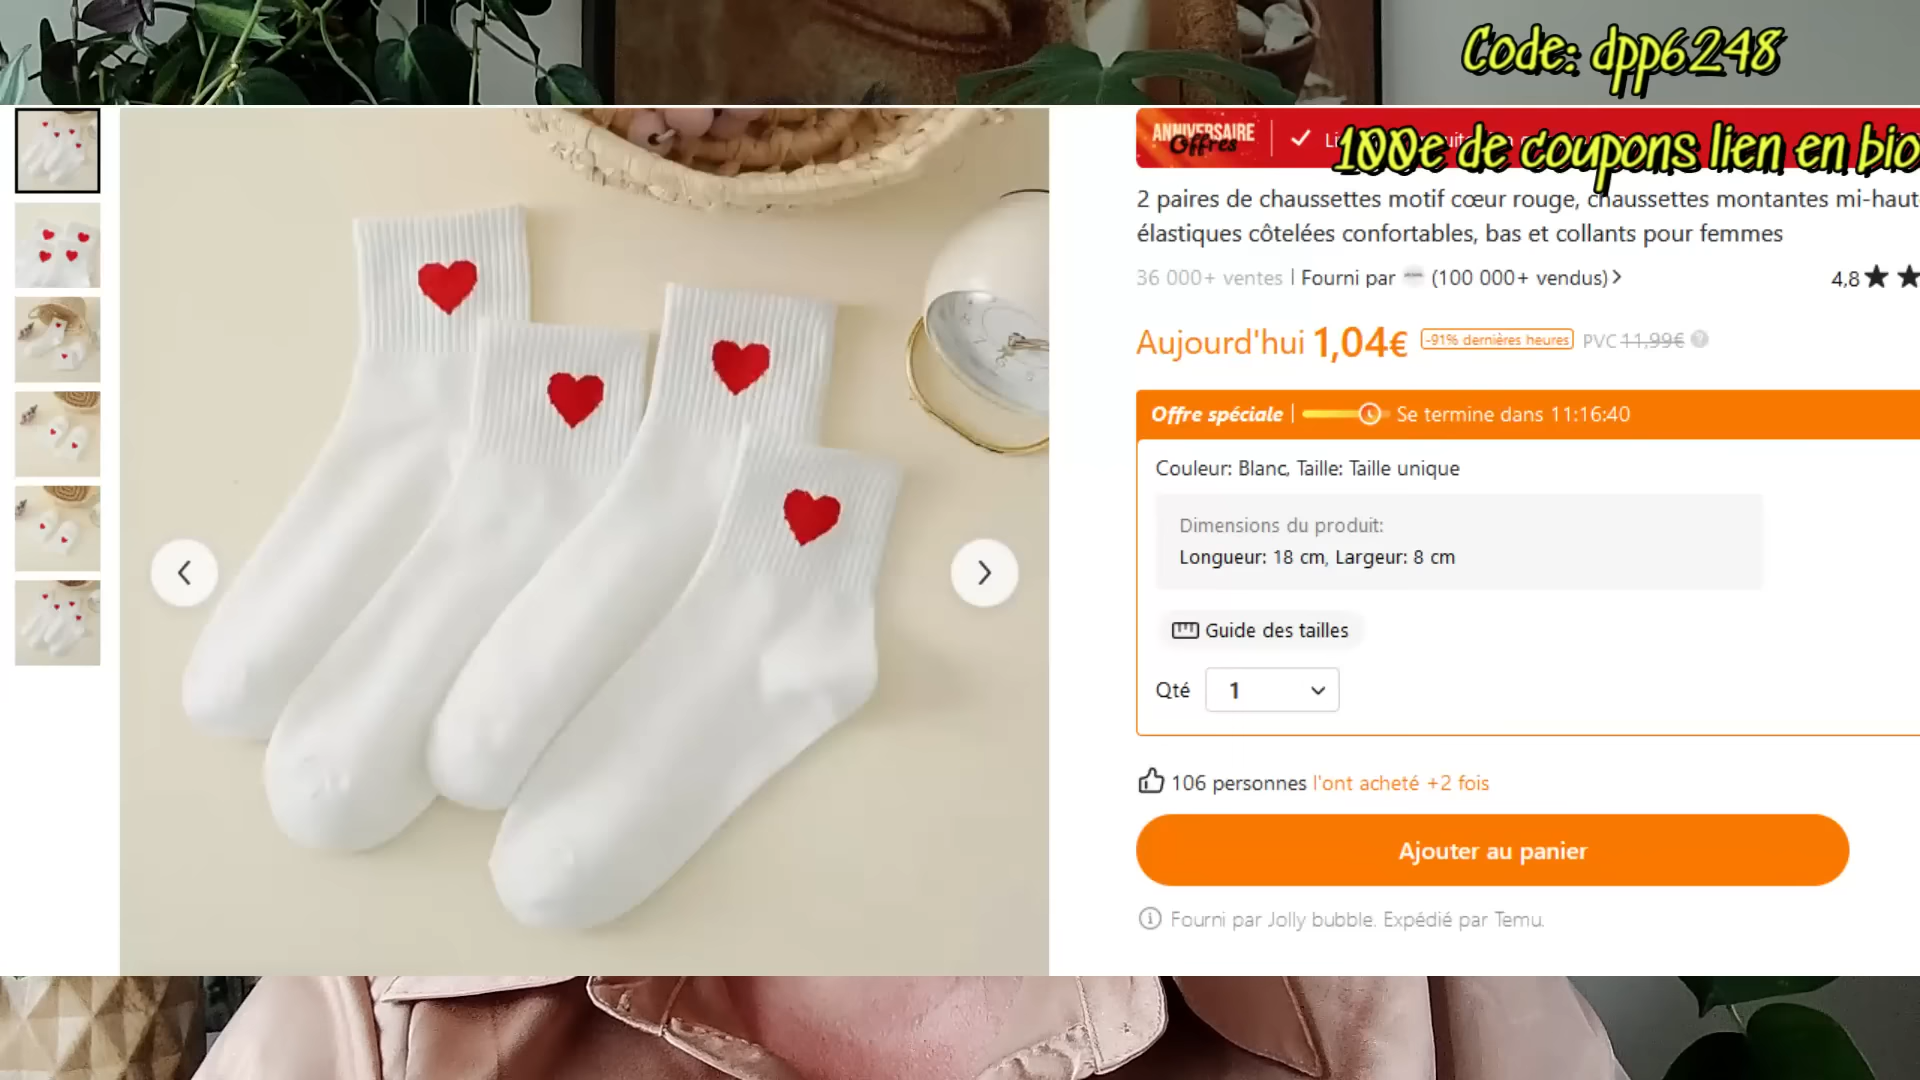 Code: dpp6248
ANNIVERSAIRE
Offres
100e de coupons lien en bio
2 paires de chaussettes motif cœur rouge, chaussettes montantes mi-haut
élastiques côtelées confortables, bas et collants pour femmes
36 000+ ventes | Fourni par (100 000+ vendus) >
4,8
Aujourd'hui 1,04€ -91% dernières heures PVC 11,99€
Offre spéciale | Se termine dans 11:16:40
Couleur: Blanc, Taille: Taille unique
Dimensions du produit:
Longueur: 18 cm, Largeur: 8 cm
Guide des tailles
Qté 1
106 personnes l'ont acheté +2 fois
Ajouter au panier
Fourni par Jolly bubble. Expédié par Temu.